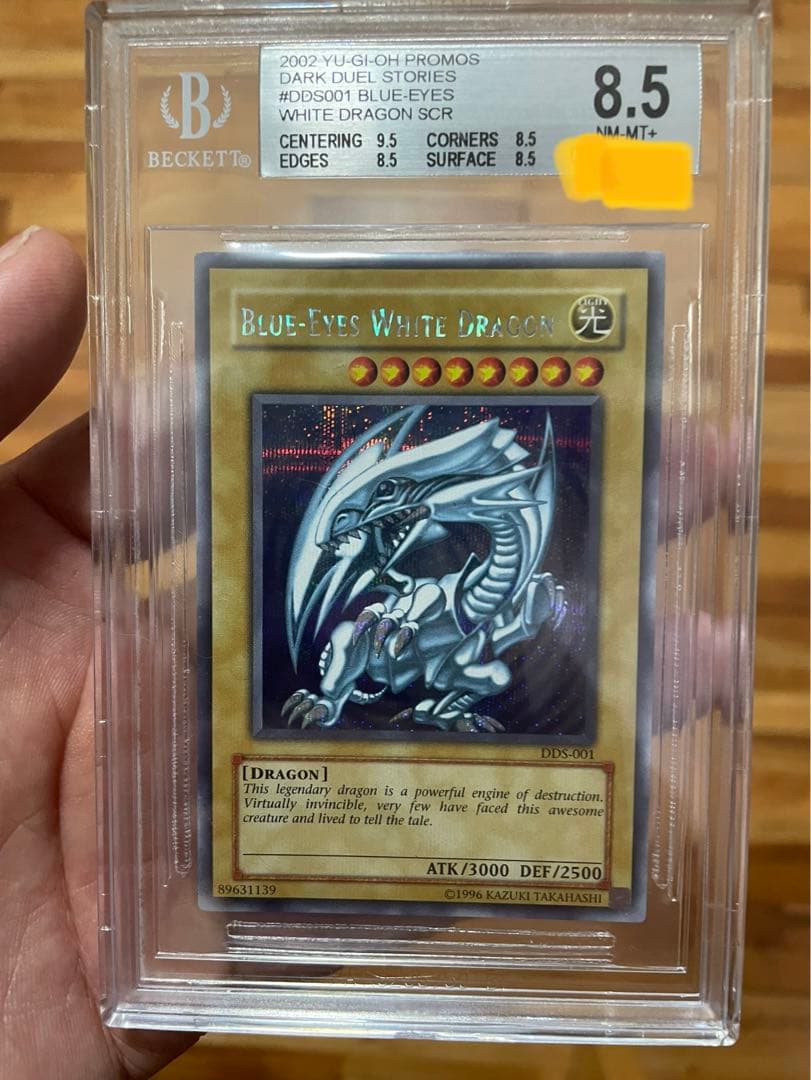 2002 YU-GI-OH PROMOS
DARK DUEL STORIES
#DDS001 BLUE-EYES
WHITE DRAGON SCR
CENTERING 9.5 CORNERS 8.5
EDGES 8.5 SURFACE 8.5
8.5
NM-MT+
B
BECKETT®
BLUE-EYES WHITE DRAGON
LIGHT
光
DDS-001
[DRAGON]
This legendary dragon is a powerful engine of destruction.
Virtually invincible, very few have faced this awesome
creature and lived to tell the tale.
ATK/3000 DEF/2500
89631139
©1996 KAZUKI TAKAHASHI